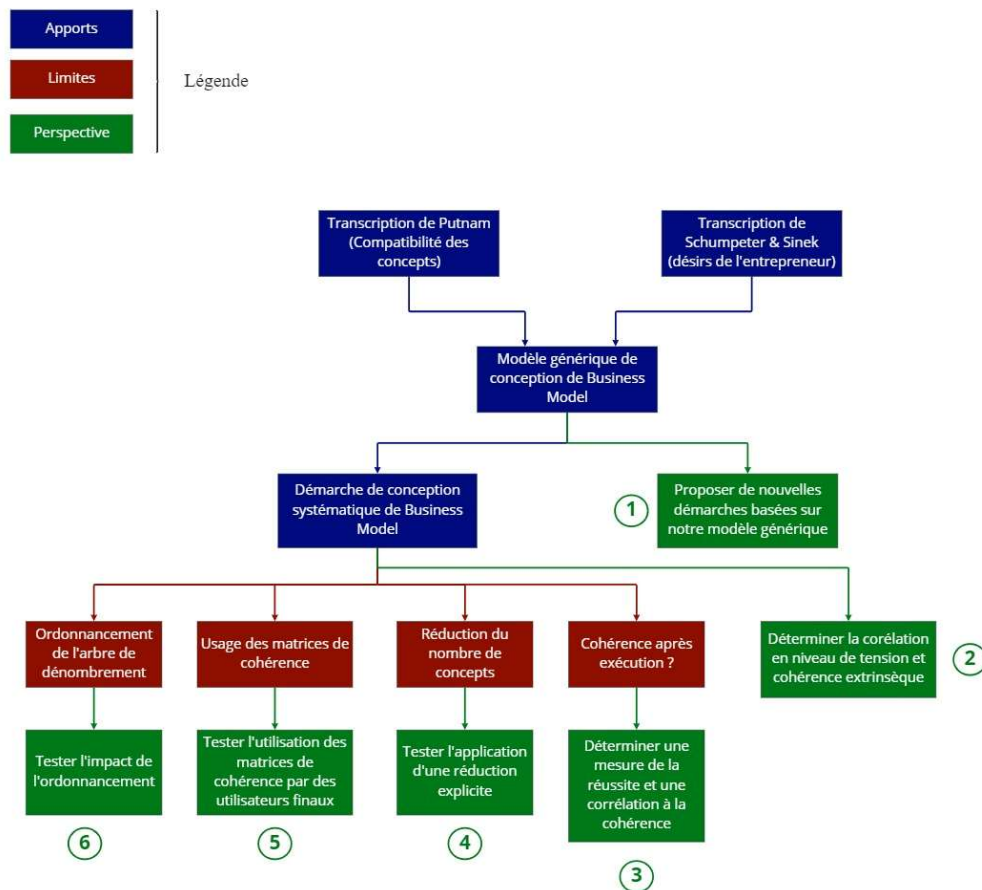 Apports
Limites
Légende
Perspective
Transcription de Putnam
(Compatibilité des
concepts)
Transcription de
Schumpeter & Sinek
(désirs de l'entrepreneur)
Modèle générique de
conception de Business
Model
Démarche de conception
systématique de Business
Model
1
Proposer de nouvelles
démarches basées sur
notre modèle générique
Ordonnancement
de l'arbre de
dénombrement
Usage des matrices de
cohérence
Réduction du
nombre de
concepts
Cohérence après
exécution ?
Déterminer la corélation
en niveau de tension et
cohérence extrinsèque
2
Tester l'impact de
l'ordonnancement
Tester l'utilisation des
matrices de
cohérence par des
utilisateurs finaux
Tester l'application
d'une réduction
explicite
Déterminer une
mesure de la
réussite et une
corrélation à la
cohérence
6
5
4
3